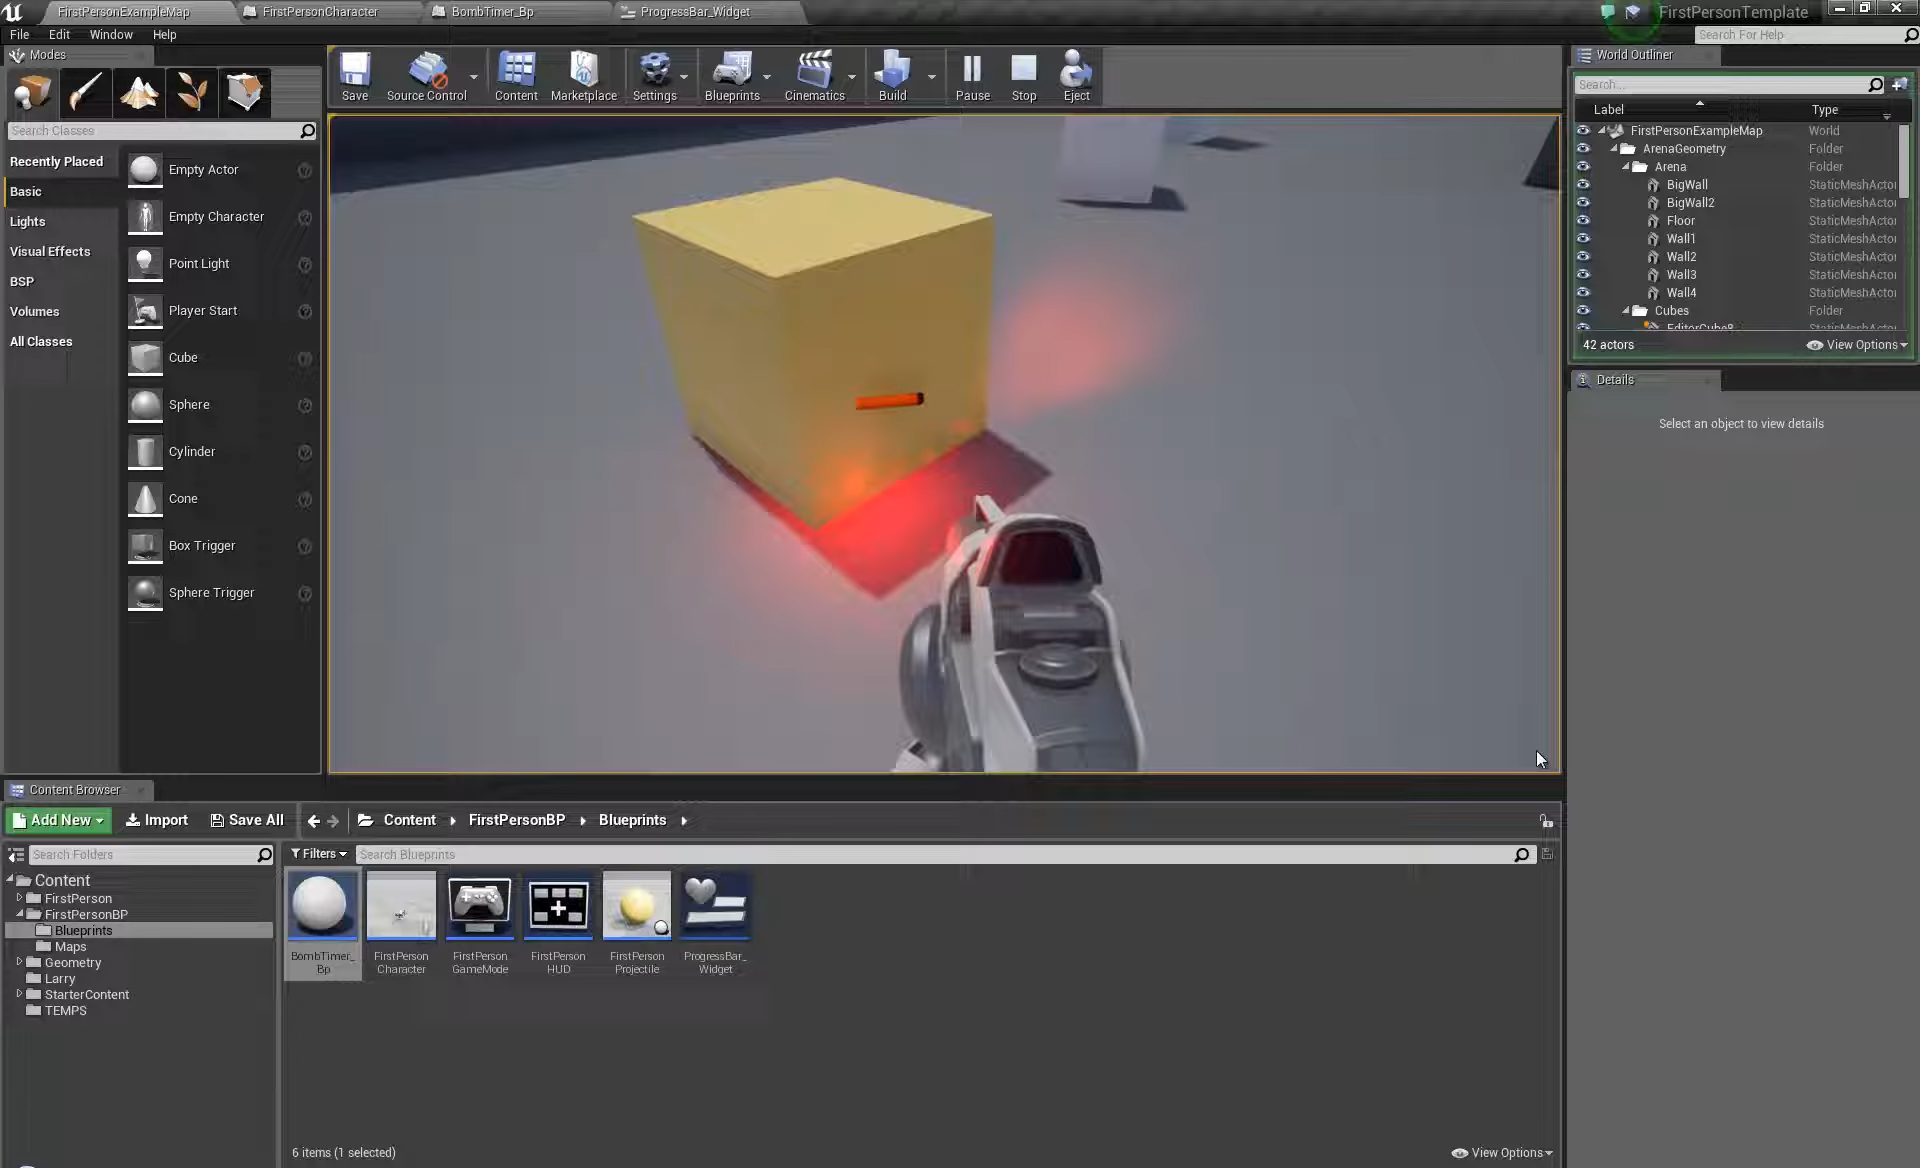 FirstPersonExampleMap
FirstPersonCharacter
BombTimer_Bp
ProgressBar_Widget
FirstPersonTemplate
File Edit Window Help
Search For Help
Modes
Save
Source Control
Content
Marketplace
Settings
Blueprints
Cinematics
Build
Pause
Stop
Eject
Search Classes
Recently Placed
Basic
Lights
Visual Effects
BSP
Volumes
All Classes
Empty Actor
Empty Character
Point Light
Player Start
Cube
Sphere
Cylinder
Cone
Box Trigger
Sphere Trigger
World Outliner
Search...
Label Type
FirstPersonExampleMap World
ArenaGeometry Folder
Arena Folder
BigWall StaticMeshActor
BigWall2 StaticMeshActor
Floor StaticMeshActor
Wall1 StaticMeshActor
Wall2 StaticMeshActor
Wall3 StaticMeshActor
Wall4 StaticMeshActor
Cubes Folder
EditorCube8 StaticMeshActor
42 actors
View Options
Details
Select an object to view details
Content Browser
Add New
Import
Save All
Content FirstPersonBP Blueprints
Search Folders
Filters
Search Blueprints
Content
FirstPerson
FirstPersonBP
Blueprints
Maps
Geometry
Larry
StarterContent
TEMPS
BombTimer_
Bp
FirstPerson
Character
FirstPerson
GameMode
FirstPerson
HUD
FirstPerson
Projectile
ProgressBar_
Widget
6 items (1 selected)
View Options